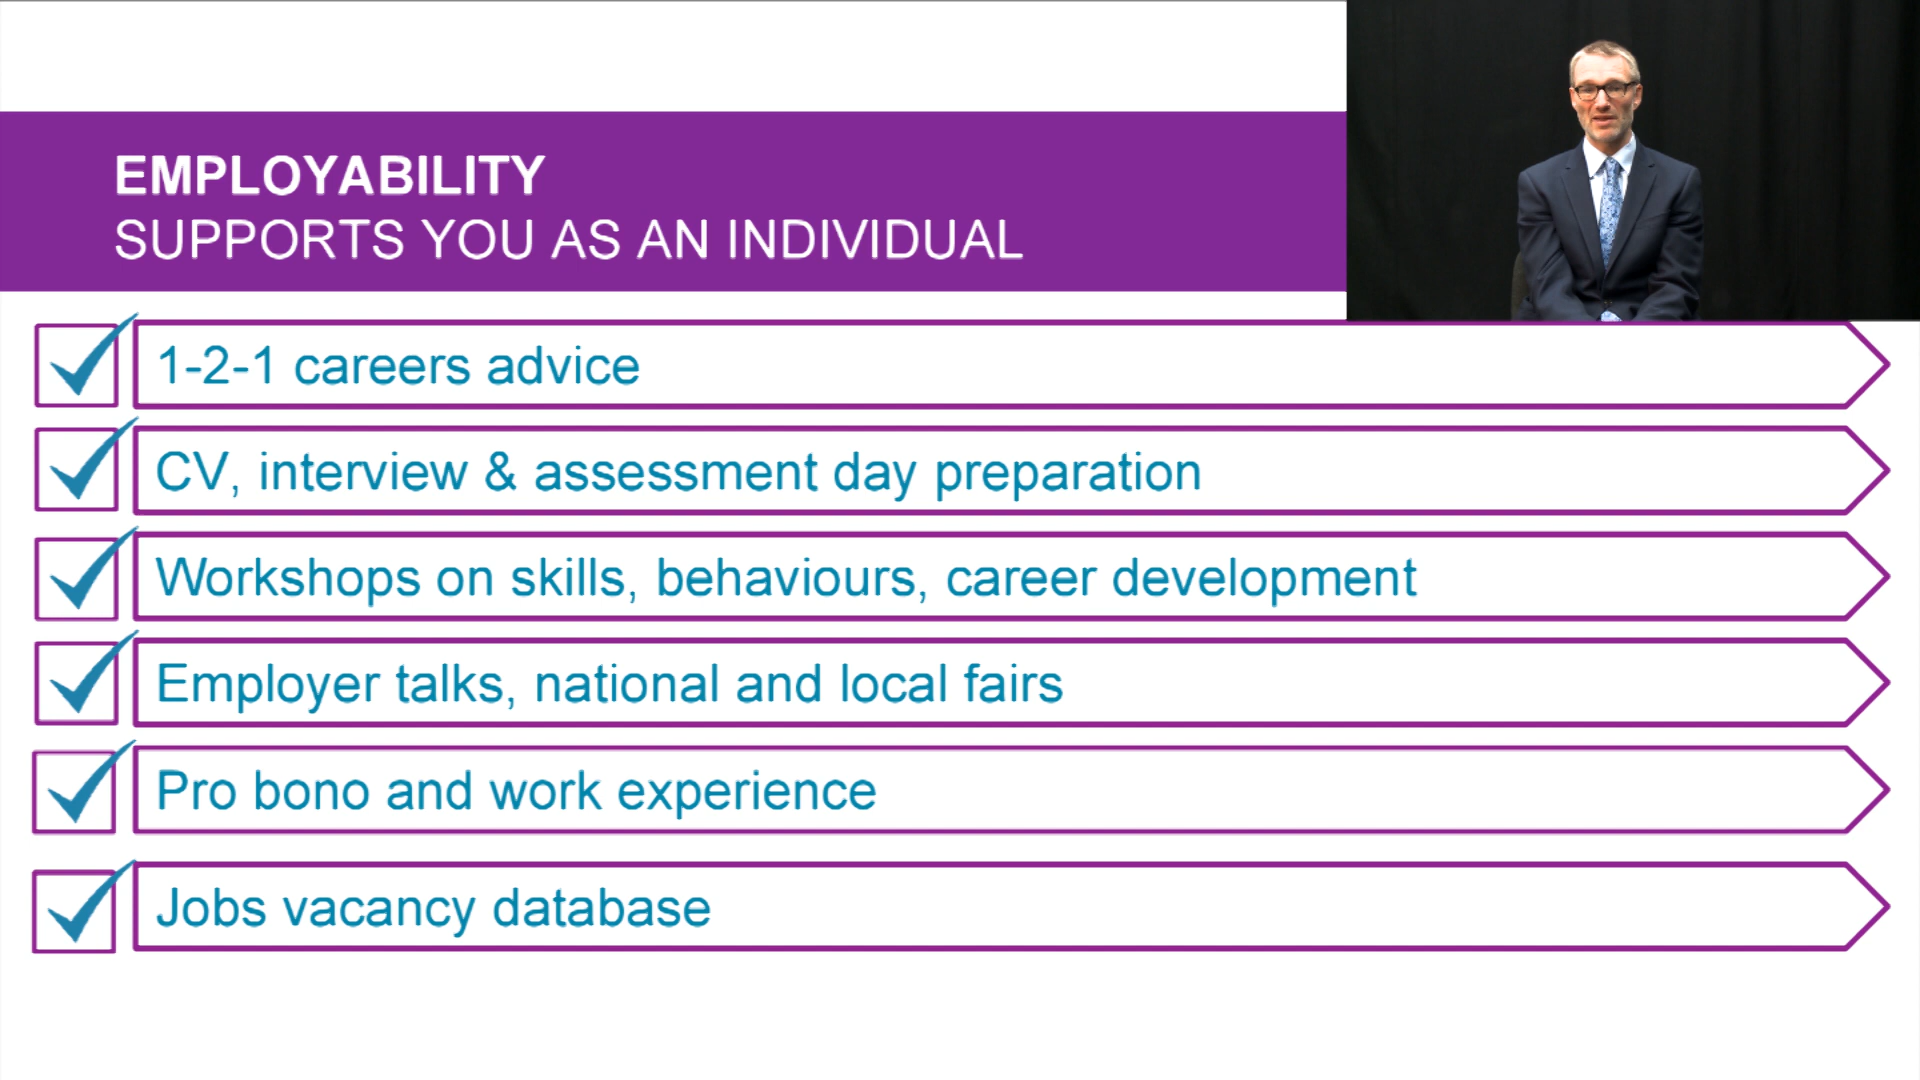 EMPLOYABILITY
SUPPORTS YOU AS AN INDIVIDUAL
1-2-1 careers advice
CV, interview & assessment day preparation
Workshops on skills, behaviours, career development
Employer talks, national and local fairs
Pro bono and work experience
Jobs vacancy database